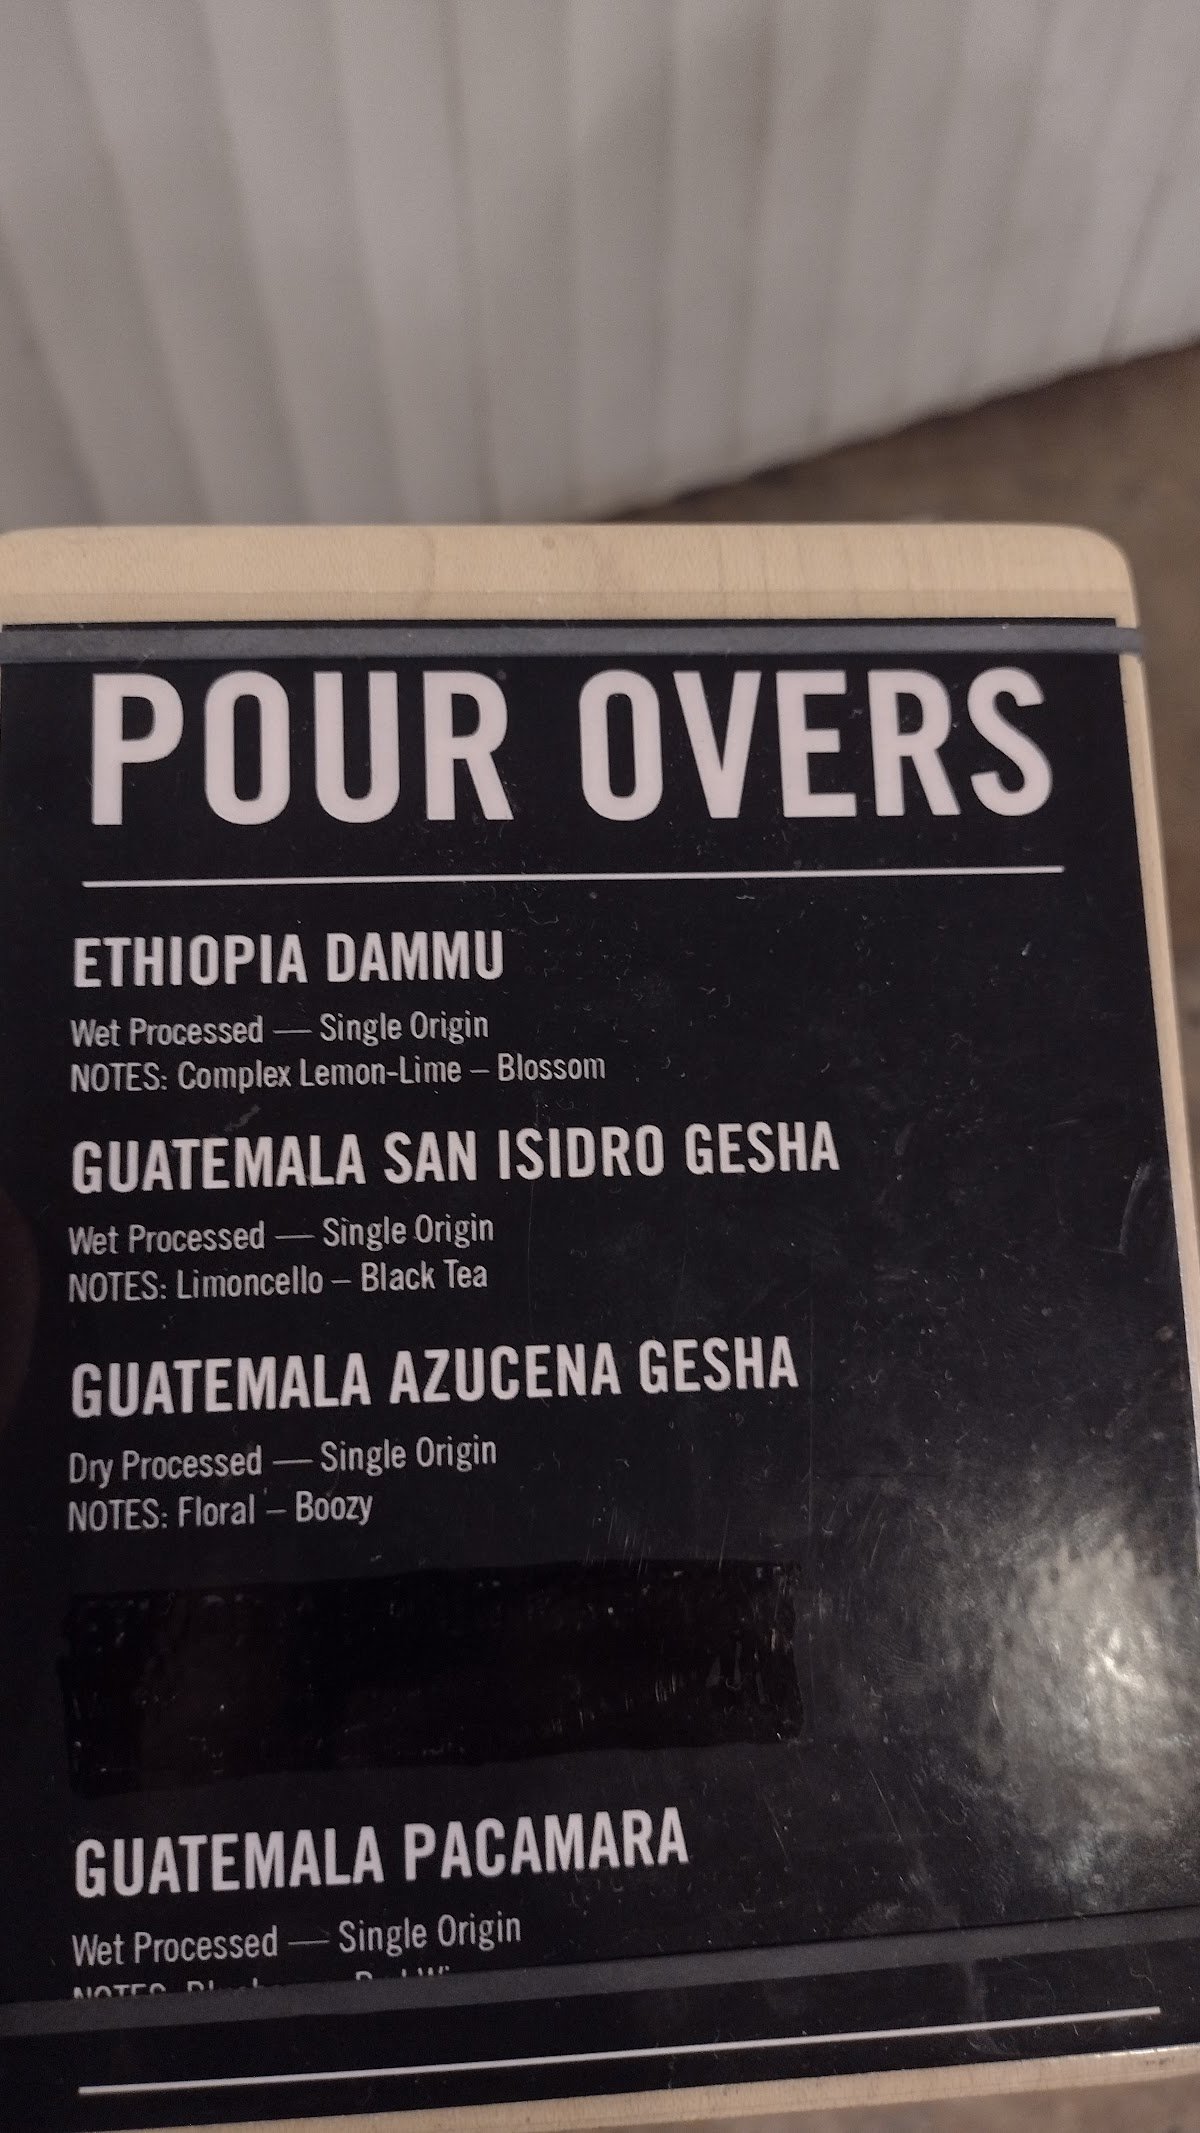 POUR OVERS
ETHIOPIA DAMMU
Wet Processed — Single Origin
NOTES: Complex Lemon-Lime – Blossom
GUATEMALA SAN ISIDRO GESHA
Wet Processed — Single Origin
NOTES: Limoncello – Black Tea
GUATEMALA AZUCENA GESHA
Dry Processed — Single Origin
NOTES: Floral – Boozy
GUATEMALA PACAMARA
Wet Processed — Single Origin
NOTES: